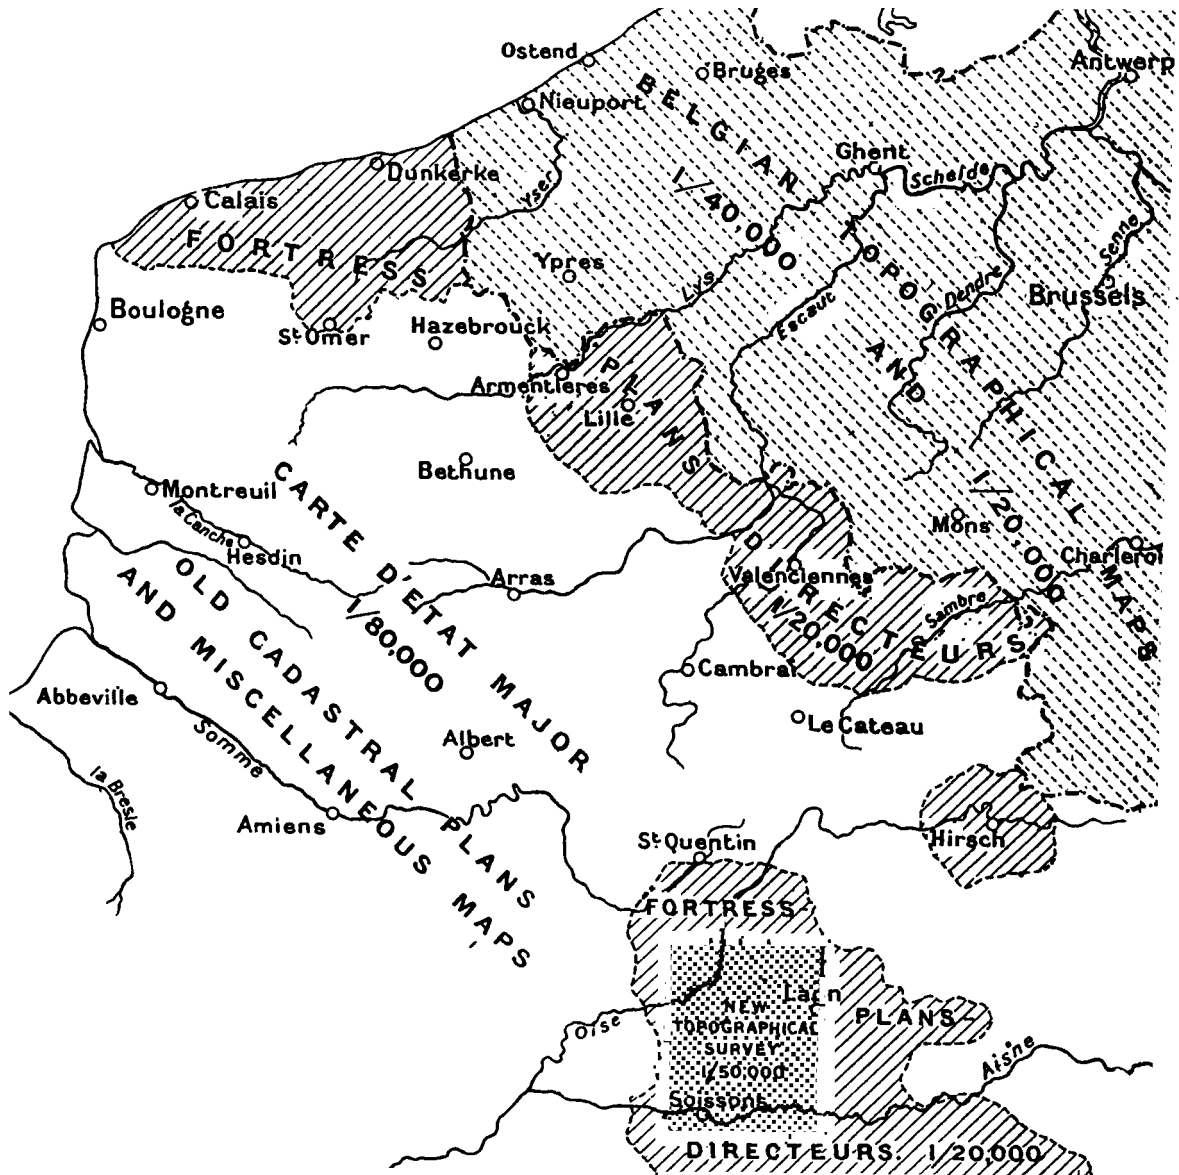 Ostend
Bruges
Antwerp
Nieuport
BELGIAN TOPOGRAPHICAL MAPS
1/40,000 AND 1/20,000
Ghent
Schelde
Dunkerke
Yser
Calais
FORTRESS
Senne
Ypres
Lys
Dendre
Brussels
Escaut
Boulogne
St Omer
Hazebrouck
PLANS
Armentieres
Lille
Bethune
Montreuil
la Canche
Hesdin
CARTE D'ETAT MAJOR
1/80,000
Mons
Charleroi
DIRECTEURS
1/20,000
Valenciennes
Arras
Sambre
OLD CADASTRAL PLANS
AND MISCELLANEOUS MAPS
Cambrai
Abbeville
Le Cateau
Somme
Albert
la Bresle
Amiens
St Quentin
Hirsch
FORTRESS-
Laon
NEW
TOPOGRAPHICAL
SURVEY
1/50,000
PLANS-
Oise
Aisne
Soissons
DIRECTEURS. 1/20,000